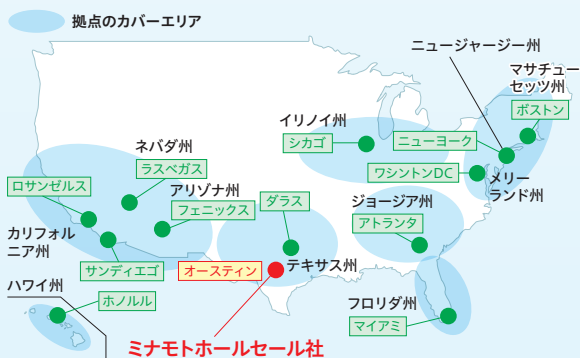 拠点のカバーエリア
ニュージャージー州
マサチュー
セッツ州
ボストン
イリノイ州
シカゴ
ニューヨーク
ネバダ州
ラスベガス
ワシントンDC
メリー
ランド州
ロサンゼルス
アリゾナ州
フェニックス
ダラス
ジョージア州
アトランタ
カリフォル
ニア州
サンディエゴ
オースティン
テキサス州
ハワイ州
ホノルル
フロリダ州
マイアミ
ミナモトホールセール社